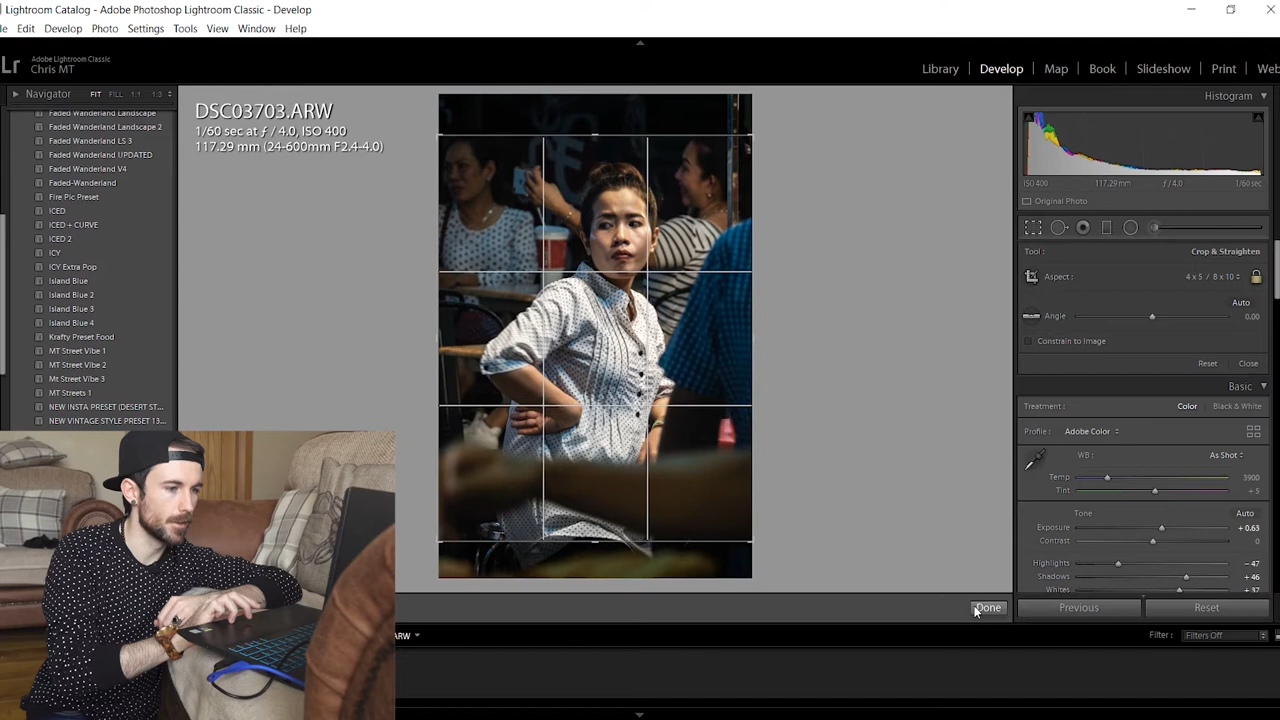 Lightroom Catalog - Adobe Photoshop Lightroom Classic - Develop
le Edit Develop Photo Settings Tools View Window Help
Lr Adobe Lightroom Classic
Chris MT
Library | Develop | Map | Book | Slideshow | Print | Web
Navigator FIT FILL 1:1 1:3
Faded Wanderland Landscape
Faded Wanderland Landscape 2
Faded Wanderland LS 3
Faded Wanderland UPDATED
Faded Wanderland V4
Faded-Wanderland
Fire Pic Preset
ICED
ICED + CURVE
ICED 2
ICY
ICY Extra Pop
Island Blue
Island Blue 2
Island Blue 3
Island Blue 4
Krafty Preset Food
MT Street Vibe 1
MT Street Vibe 2
Mt Street Vibe 3
MT Streets 1
NEW INSTA PRESET (DESERT ST...
NEW VINTAGE STYLE PRESET 13...
DSC03703.ARW
1/60 sec at ƒ / 4.0, ISO 400
117.29 mm (24-600mm F2.4-4.0)
Histogram
ISO 400 117.29 mm ƒ / 4.0 1/60 sec
Original Photo
Tool : Crop & Straighten
Aspect : 4 x 5 / 8 x 10
Auto
Angle 0.00
Constrain to Image
Reset Close
Basic
Treatment : Color Black & White
Profile : Adobe Color
WB : As Shot
Temp 3900
Tint + 5
Tone Auto
Exposure + 0.63
Contrast 0
Highlights – 47
Shadows + 46
Whites + 37
Done Previous Reset
ARW Filter : Filters Off